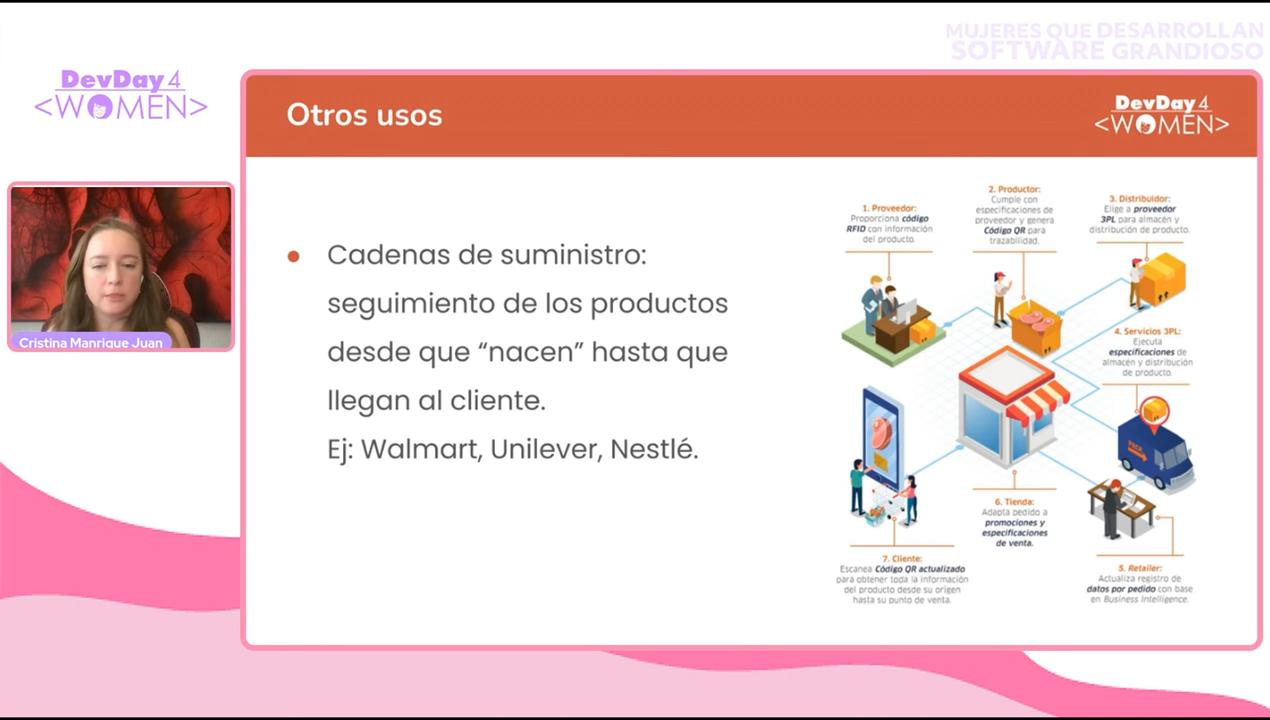 MUJERES QUE DESARROLLAN
SOFTWARE GRANDIOSO
DevDay4
<WOMEN>
Cristina Manrique Juan
Otros usos
DevDay4
<WOMEN>
• Cadenas de suministro:
seguimiento de los productos
desde que “nacen” hasta que
llegan al cliente.
Ej: Walmart, Unilever, Nestlé.
1. Proveedor:
Proporciona código
RFID con información
del producto.
2. Productor:
Cumple con
especificaciones de
proveedor y genera
Código QR para
trazabilidad.
3. Distribuidor:
Elige a proveedor
3PL para almacén y
distribución de producto.
4. Servicios 3PL:
Ejecuta
especificaciones de
almacén y distribución
de producto.
5. Retailer:
Actualiza registro de
datos por pedido con base
en Business Intelligence.
6. Tienda:
Adapta pedido a
promociones y
especificaciones
de venta.
7. Cliente:
Escanea Código QR actualizado
para obtener toda la información
del producto desde su origen
hasta su punto de venta.